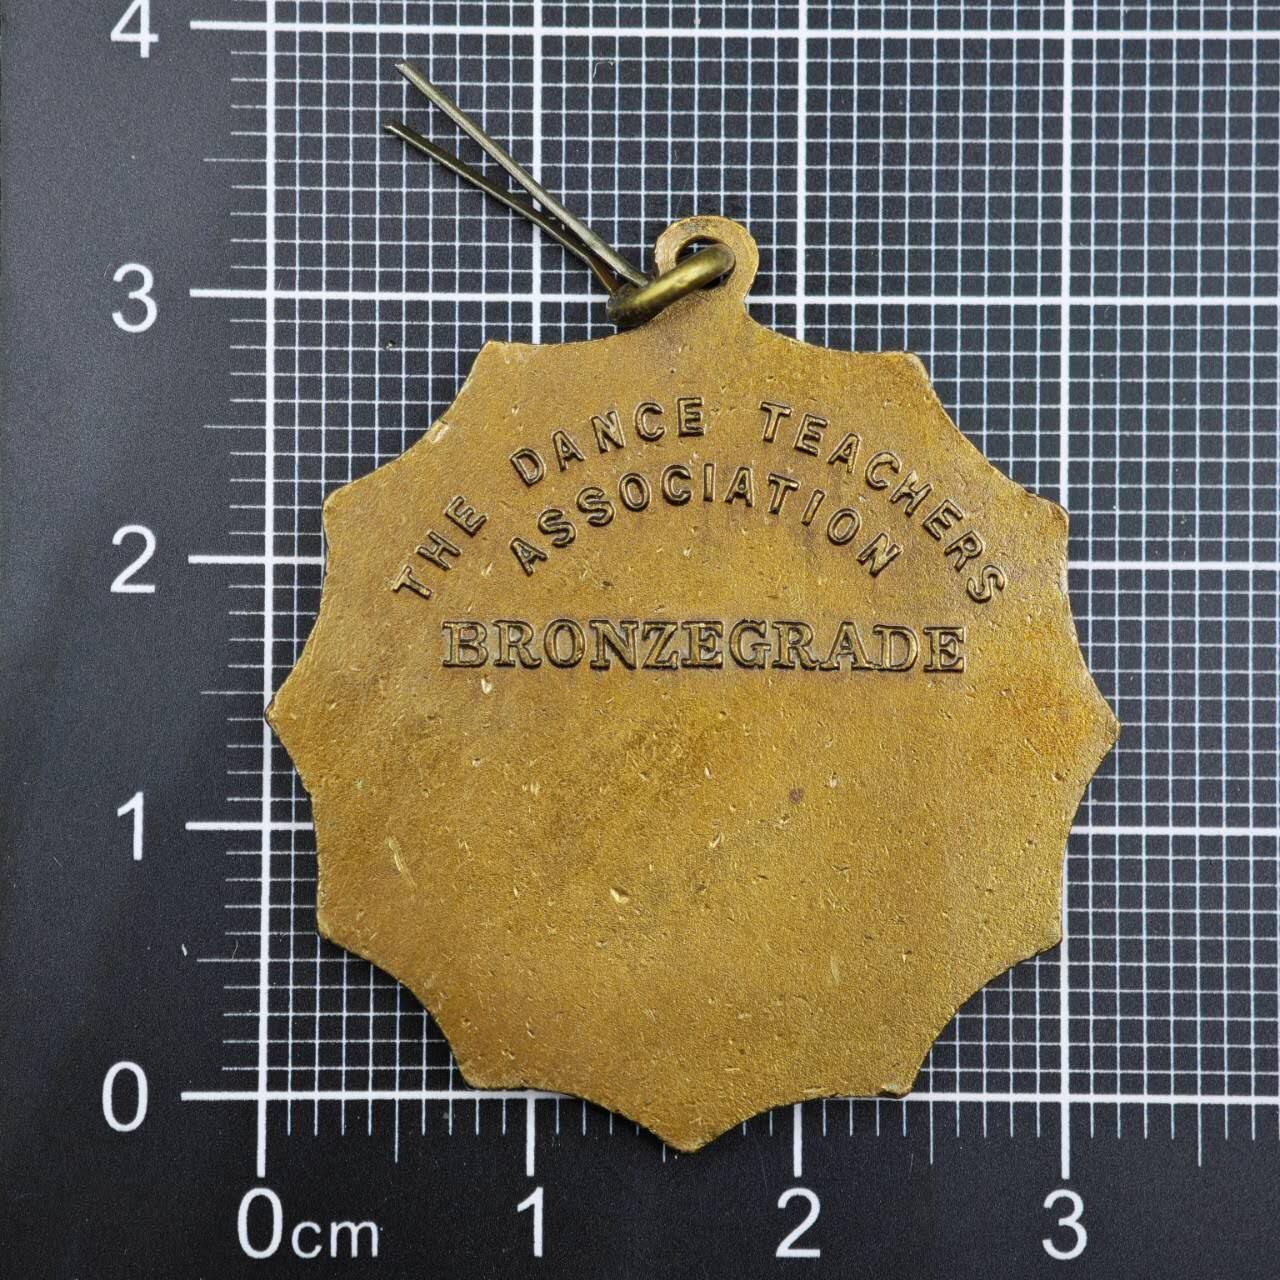 4
3
2
1
0
THE DANCE TEACHERS
ASSOCIATION
BRONZEGRADE
0cm 1 2 3